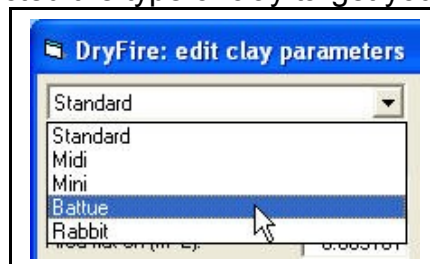 DryFire: edit clay parameters
Standard
Standard
Midi
Mini
Battue
Rabbit